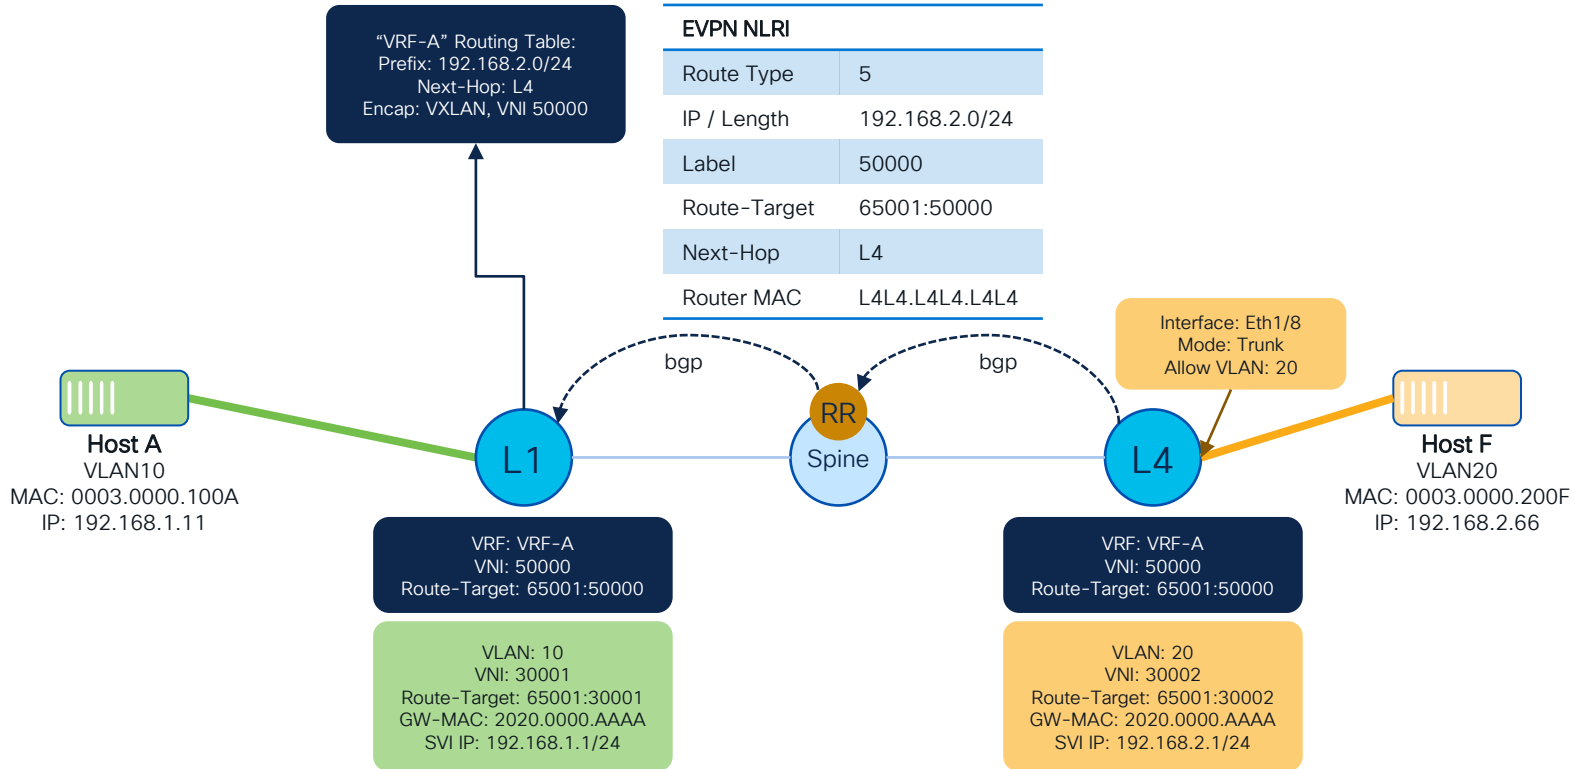 “VRF-A” Routing Table:
Prefix: 192.168.2.0/24
Next-Hop: L4
Encap: VXLAN, VNI 50000
EVPN NLRI
Route Type 5
IP / Length 192.168.2.0/24
Label 50000
Route-Target 65001:50000
Next-Hop L4
Router MAC L4L4.L4L4.L4L4
Interface: Eth1/8
Mode: Trunk
Allow VLAN: 20
bgp
bgp
Host A
VLAN10
MAC: 0003.0000.100A
IP: 192.168.1.11
L1
RR
Spine
L4
Host F
VLAN20
MAC: 0003.0000.200F
IP: 192.168.2.66
VRF: VRF-A
VNI: 50000
Route-Target: 65001:50000
VLAN: 10
VNI: 30001
Route-Target: 65001:30001
GW-MAC: 2020.0000.AAAA
SVI IP: 192.168.1.1/24
VRF: VRF-A
VNI: 50000
Route-Target: 65001:50000
VLAN: 20
VNI: 30002
Route-Target: 65001:30002
GW-MAC: 2020.0000.AAAA
SVI IP: 192.168.2.1/24